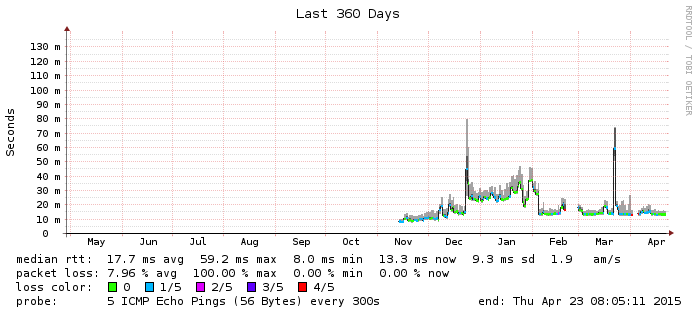 Last 360 Days
RRDTOOL / TOBI OETIKER
Seconds
130 m
120 m
110 m
100 m
90 m
80 m
70 m
60 m
50 m
40 m
30 m
20 m
10 m
0
May Jun Jul Aug Sep Oct Nov Dec Jan Feb Mar Apr
median rtt: 17.7 ms avg 59.2 ms max 8.0 ms min 13.3 ms now 9.3 ms sd 1.9 am/s
packet loss: 7.96 % avg 100.00 % max 0.00 % min 0.00 % now
loss color: 0 1/5 2/5 3/5 4/5
probe: 5 ICMP Echo Pings (56 Bytes) every 300s end: Thu Apr 23 08:05:11 2015